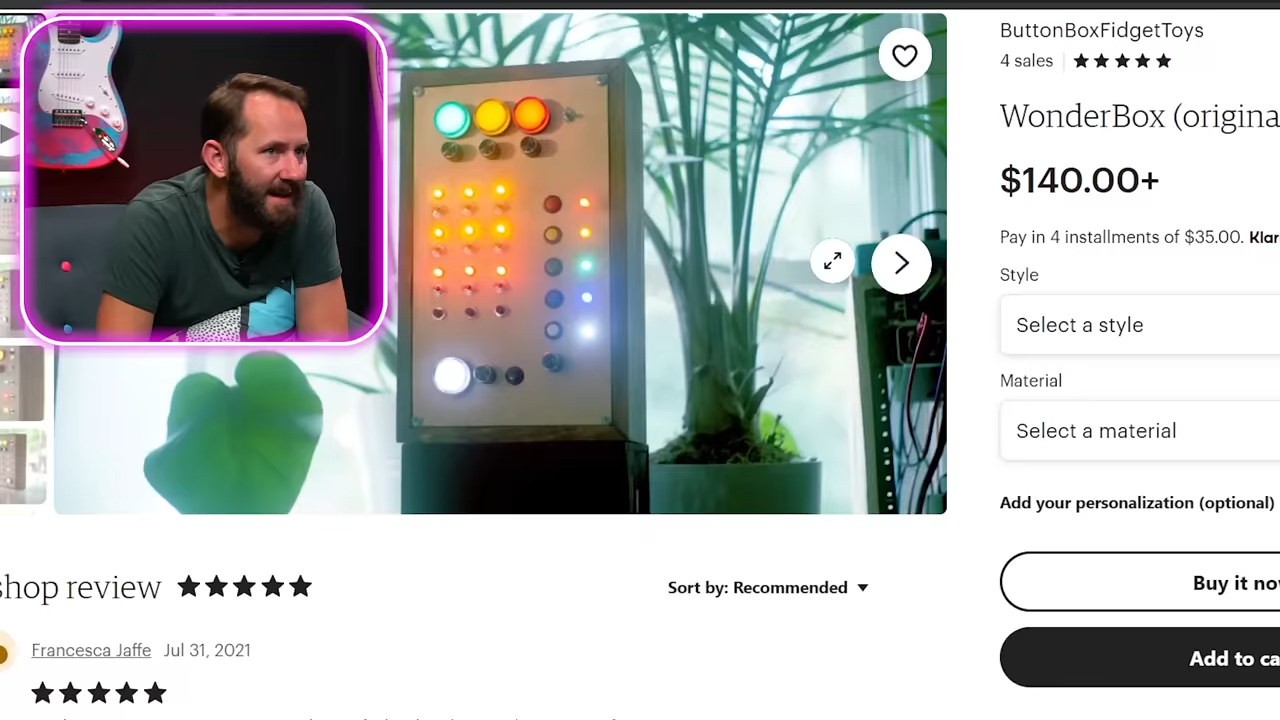 ButtonBoxFidgetToys
4 sales
WonderBox (origina
$140.00+
Pay in 4 installments of $35.00. Klar
Style
Select a style
Material
Select a material
Add your personalization (optional)
Buy it no
Add to ca
shop review
Sort by: Recommended
Francesca Jaffe Jul 31, 2021